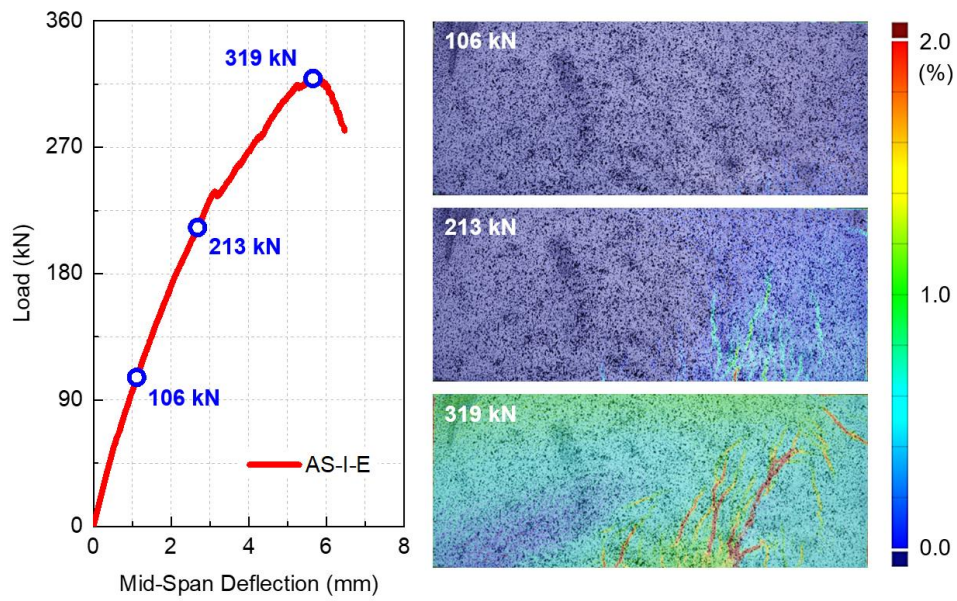 360
270
180
90
0
Load (kN)
0 2 4 6 8
Mid-Span Deflection (mm)
319 kN
213 kN
106 kN
AS-I-E
106 kN
213 kN
319 kN
2.0
(%)
1.0
0.0